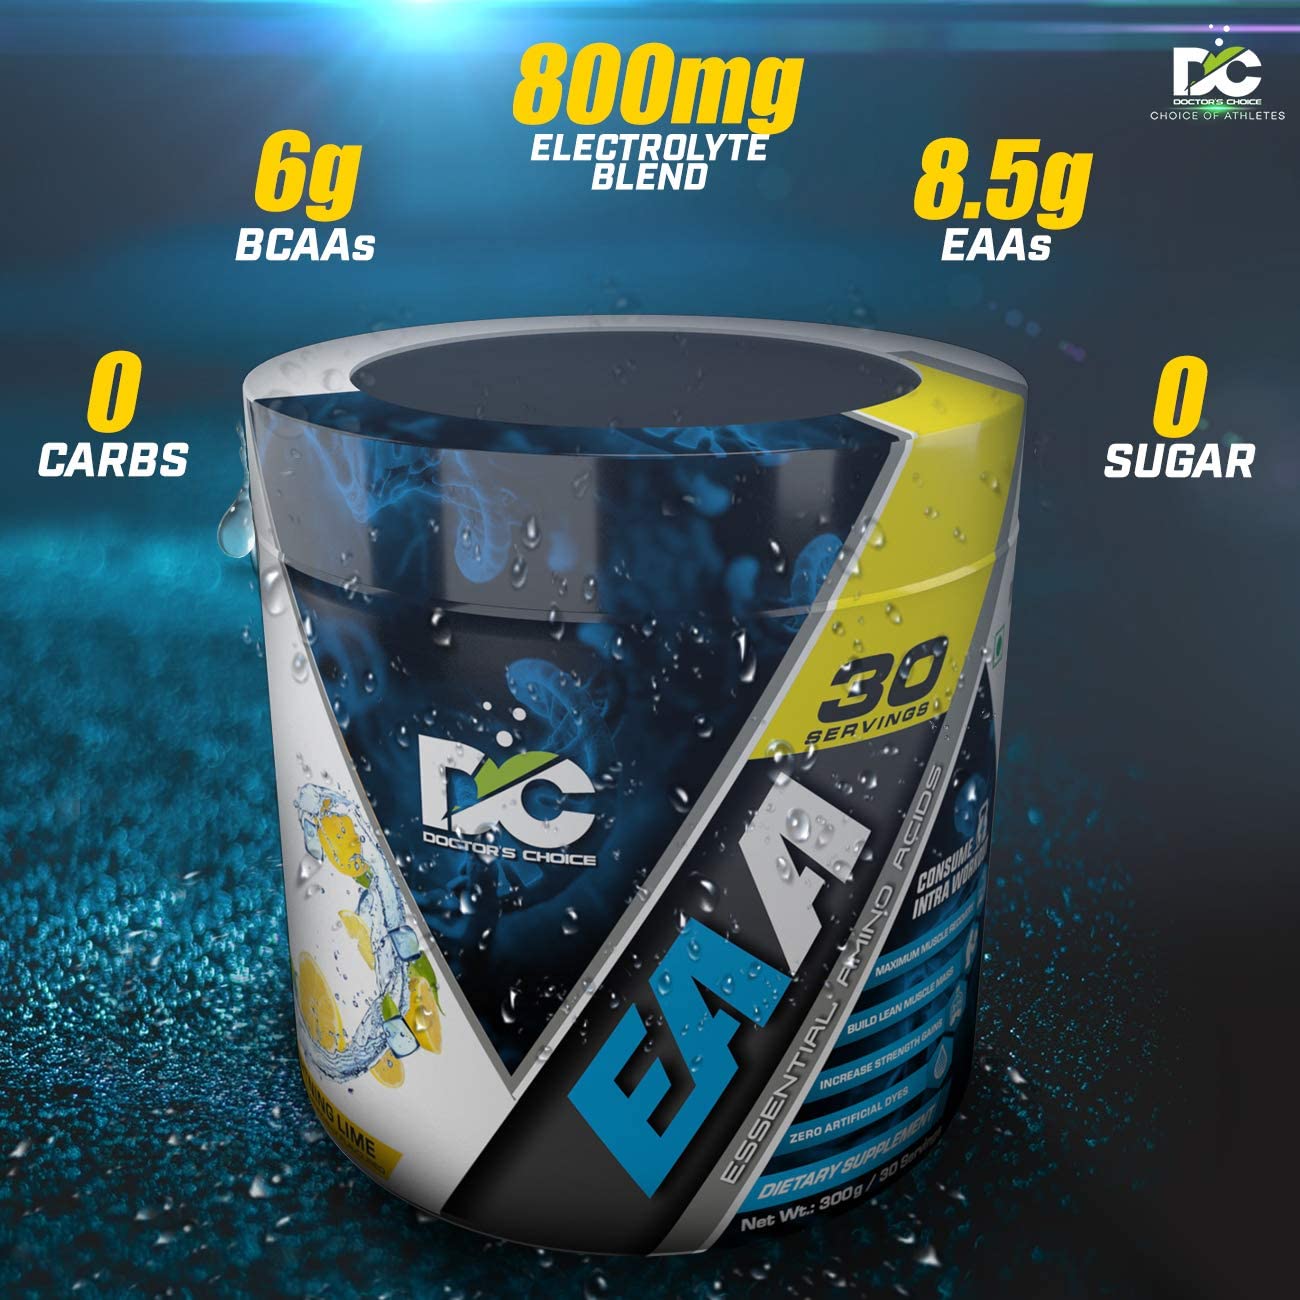 800mg
ELECTROLYTE
BLEND
DC
DOCTOR'S CHOICE
CHOICE OF ATHLETES
6g
BCAAs
8.5g
EAAs
0
CARBS
0
SUGAR
30
SERVINGS
DC
DOCTOR'S CHOICE
EAA
ESSENTIAL AMINO ACIDS
CONSUME
INTRA
MAXIMUM MUSCLE
BUILD LEAN MUSCLE MASS
INCREASE STRENGTH GAINS
ZERO ARTIFICIAL DYES
DIETARY SUPPLEMENT
Net Wt.: 300g / 30
LIME